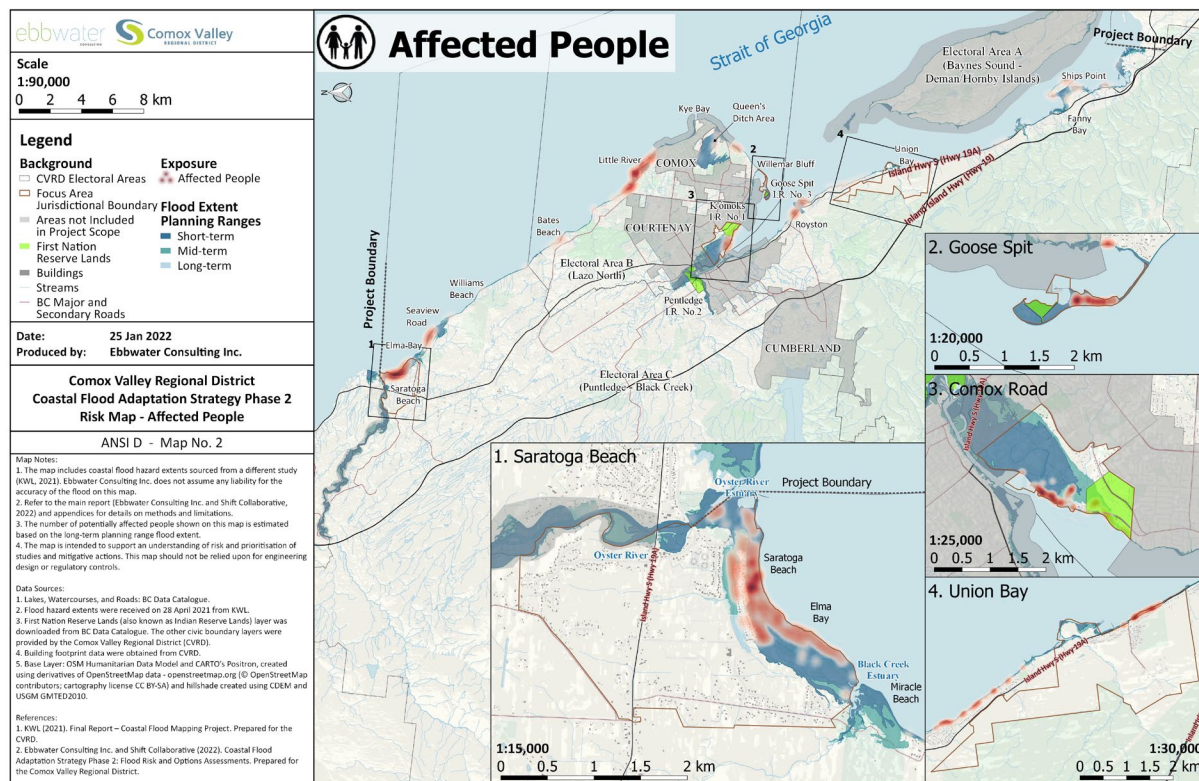 ebbwater
CONSULTING
Comox Valley
REGIONAL DISTRICT
Scale
1:90,000
0 2 4 6 8 km
Legend
Background
CVRD Electoral Areas
Focus Area
Jurisdictional Boundary
Areas not Included
in Project Scope
First Nation
Reserve Lands
Buildings
Streams
BC Major and
Secondary Roads
Exposure
Affected People
Flood Extent
Planning Ranges
Short-term
Mid-term
Long-term
Date: 25 Jan 2022
Produced by: Ebbwater Consulting Inc.
Comox Valley Regional District
Coastal Flood Adaptation Strategy Phase 2
Risk Map - Affected People
ANSI D - Map No. 2
Map Notes:
1. The map includes coastal flood hazard extents sourced from a different study
(KWL, 2021). Ebbwater Consulting Inc. does not assume any liability for the
accuracy of the flood on this map.
2. Refer to the main report (Ebbwater Consulting Inc. and Shift Collaborative,
2022) and appendices for details on methods and limitations.
3. The number of potentially affected people shown on this map is estimated
based on the long-term planning range flood extent.
4. The map is intended to support an understanding of risk and prioritisation of
studies and mitigative actions. This map should not be relied upon for engineering
design or regulatory controls.
Data Sources:
1. Lakes, Watercourses, and Roads: BC Data Catalogue.
2. Flood hazard extents were received on 28 April 2021 from KWL.
3. First Nation Reserve Lands (also known as Indian Reserve Lands) layer was
downloaded from BC Data Catalogue. The other civic boundary layers were
provided by the Comox Valley Regional District (CVRD).
4. Building footprint data were obtained from CVRD.
5. Base Layer: OSM Humanitarian Data Model and CARTO's Positron, created
using derivatives of OpenStreetMap data - openstreetmap.org (© OpenStreetMap
contributors; cartography license CC BY-SA) and hillshade created using CDEM and
USGM GMTED2010.
References:
1. KWL (2021). Final Report – Coastal Flood Mapping Project. Prepared for the
CVRD.
2. Ebbwater Consulting Inc. and Shift Collaborative (2022). Coastal Flood
Adaptation Strategy Phase 2: Flood Risk and Options Assessments. Prepared for
the Comox Valley Regional District.
Affected People
N
Strait of Georgia
Electoral Area A
(Baynes Sound -
Deman/Hornby Islands)
Project Boundary
Ships Point
Fanny
Bay
Kye Bay
Queen's
Ditch Area
Little River
COMOX
2
Willemar Bluff
4
Union
Bay
Island Hwy S (Hwy 19A)
Inland Island Hwy (Hwy 19)
Goose Spit
I.R. No. 3
3
K'omoks
I.R. No.1
Royston
Bates
Beach
COURTENAY
Electoral Area B
(Lazo North)
Project Boundary
Williams
Beach
Pentledge
I.R. No.2
Seaview
Road
1
Elma Bay
Saratoga
Beach
CUMBERLAND
Electoral Area C
(Puntledge - Black Creek)
1. Saratoga Beach
Oyster River
Estuary
Project Boundary
Oyster River
Island Hwy S (Hwy 19A)
Saratoga
Beach
Elma
Bay
Black Creek
Estuary
Miracle
Beach
1:15,000
0 0.5 1 1.5 2 km
2. Goose Spit
1:20,000
0 0.5 1 1.5 2 km
3. Comox Road
Island Hwy S (Hwy 19A)
1:25,000
0 0.5 1 1.5 2 km
4. Union Bay
Island Hwy S (Hwy 19A)
1:30,000
0 0.5 1 1.5 2 km